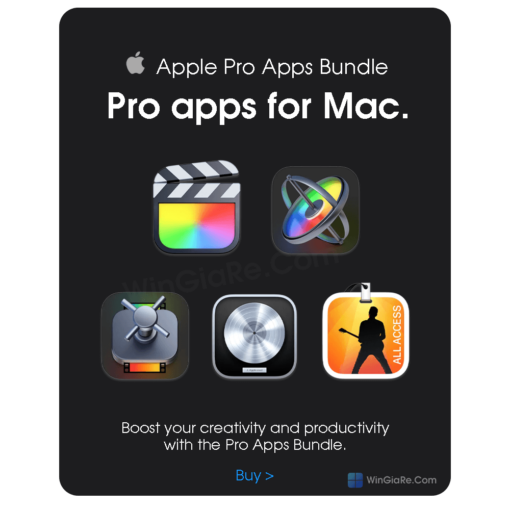 Apple Pro Apps Bundle
Pro apps for Mac.
WinGiaRe.Com
ALL ACCESS
Boost your creativity and productivity
with the Pro Apps Bundle.
Buy >
WinGiaRe.Com